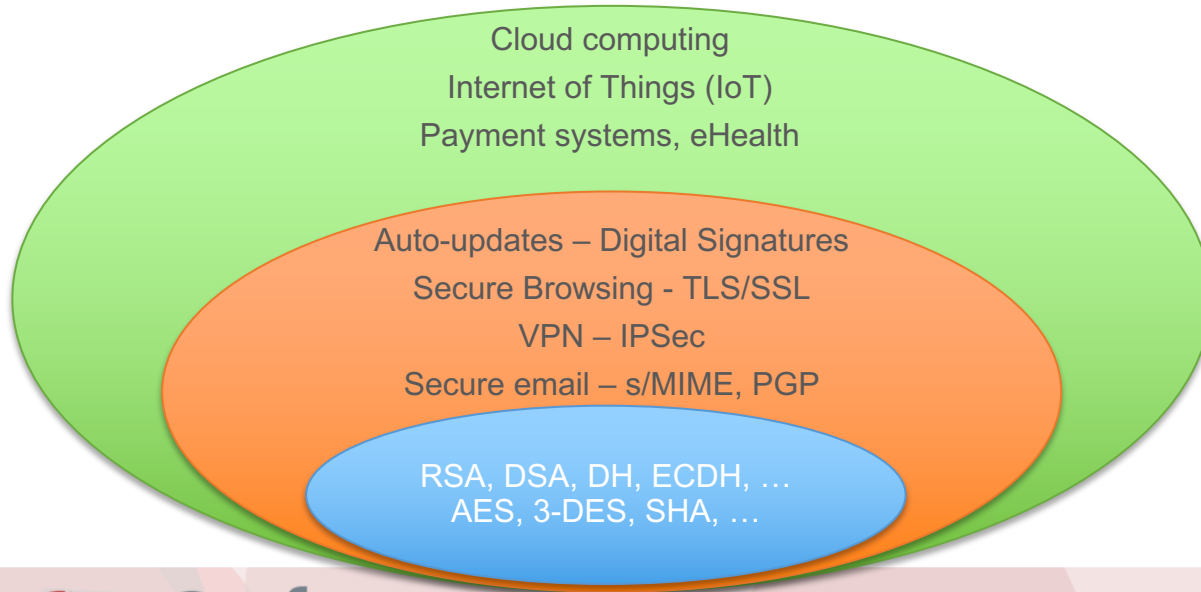 Cloud computing
Internet of Things (IoT)
Payment systems, eHealth
Auto-updates – Digital Signatures
Secure Browsing - TLS/SSL
VPN – IPSec
Secure email – s/MIME, PGP
RSA, DSA, DH, ECDH, …
AES, 3-DES, SHA, …